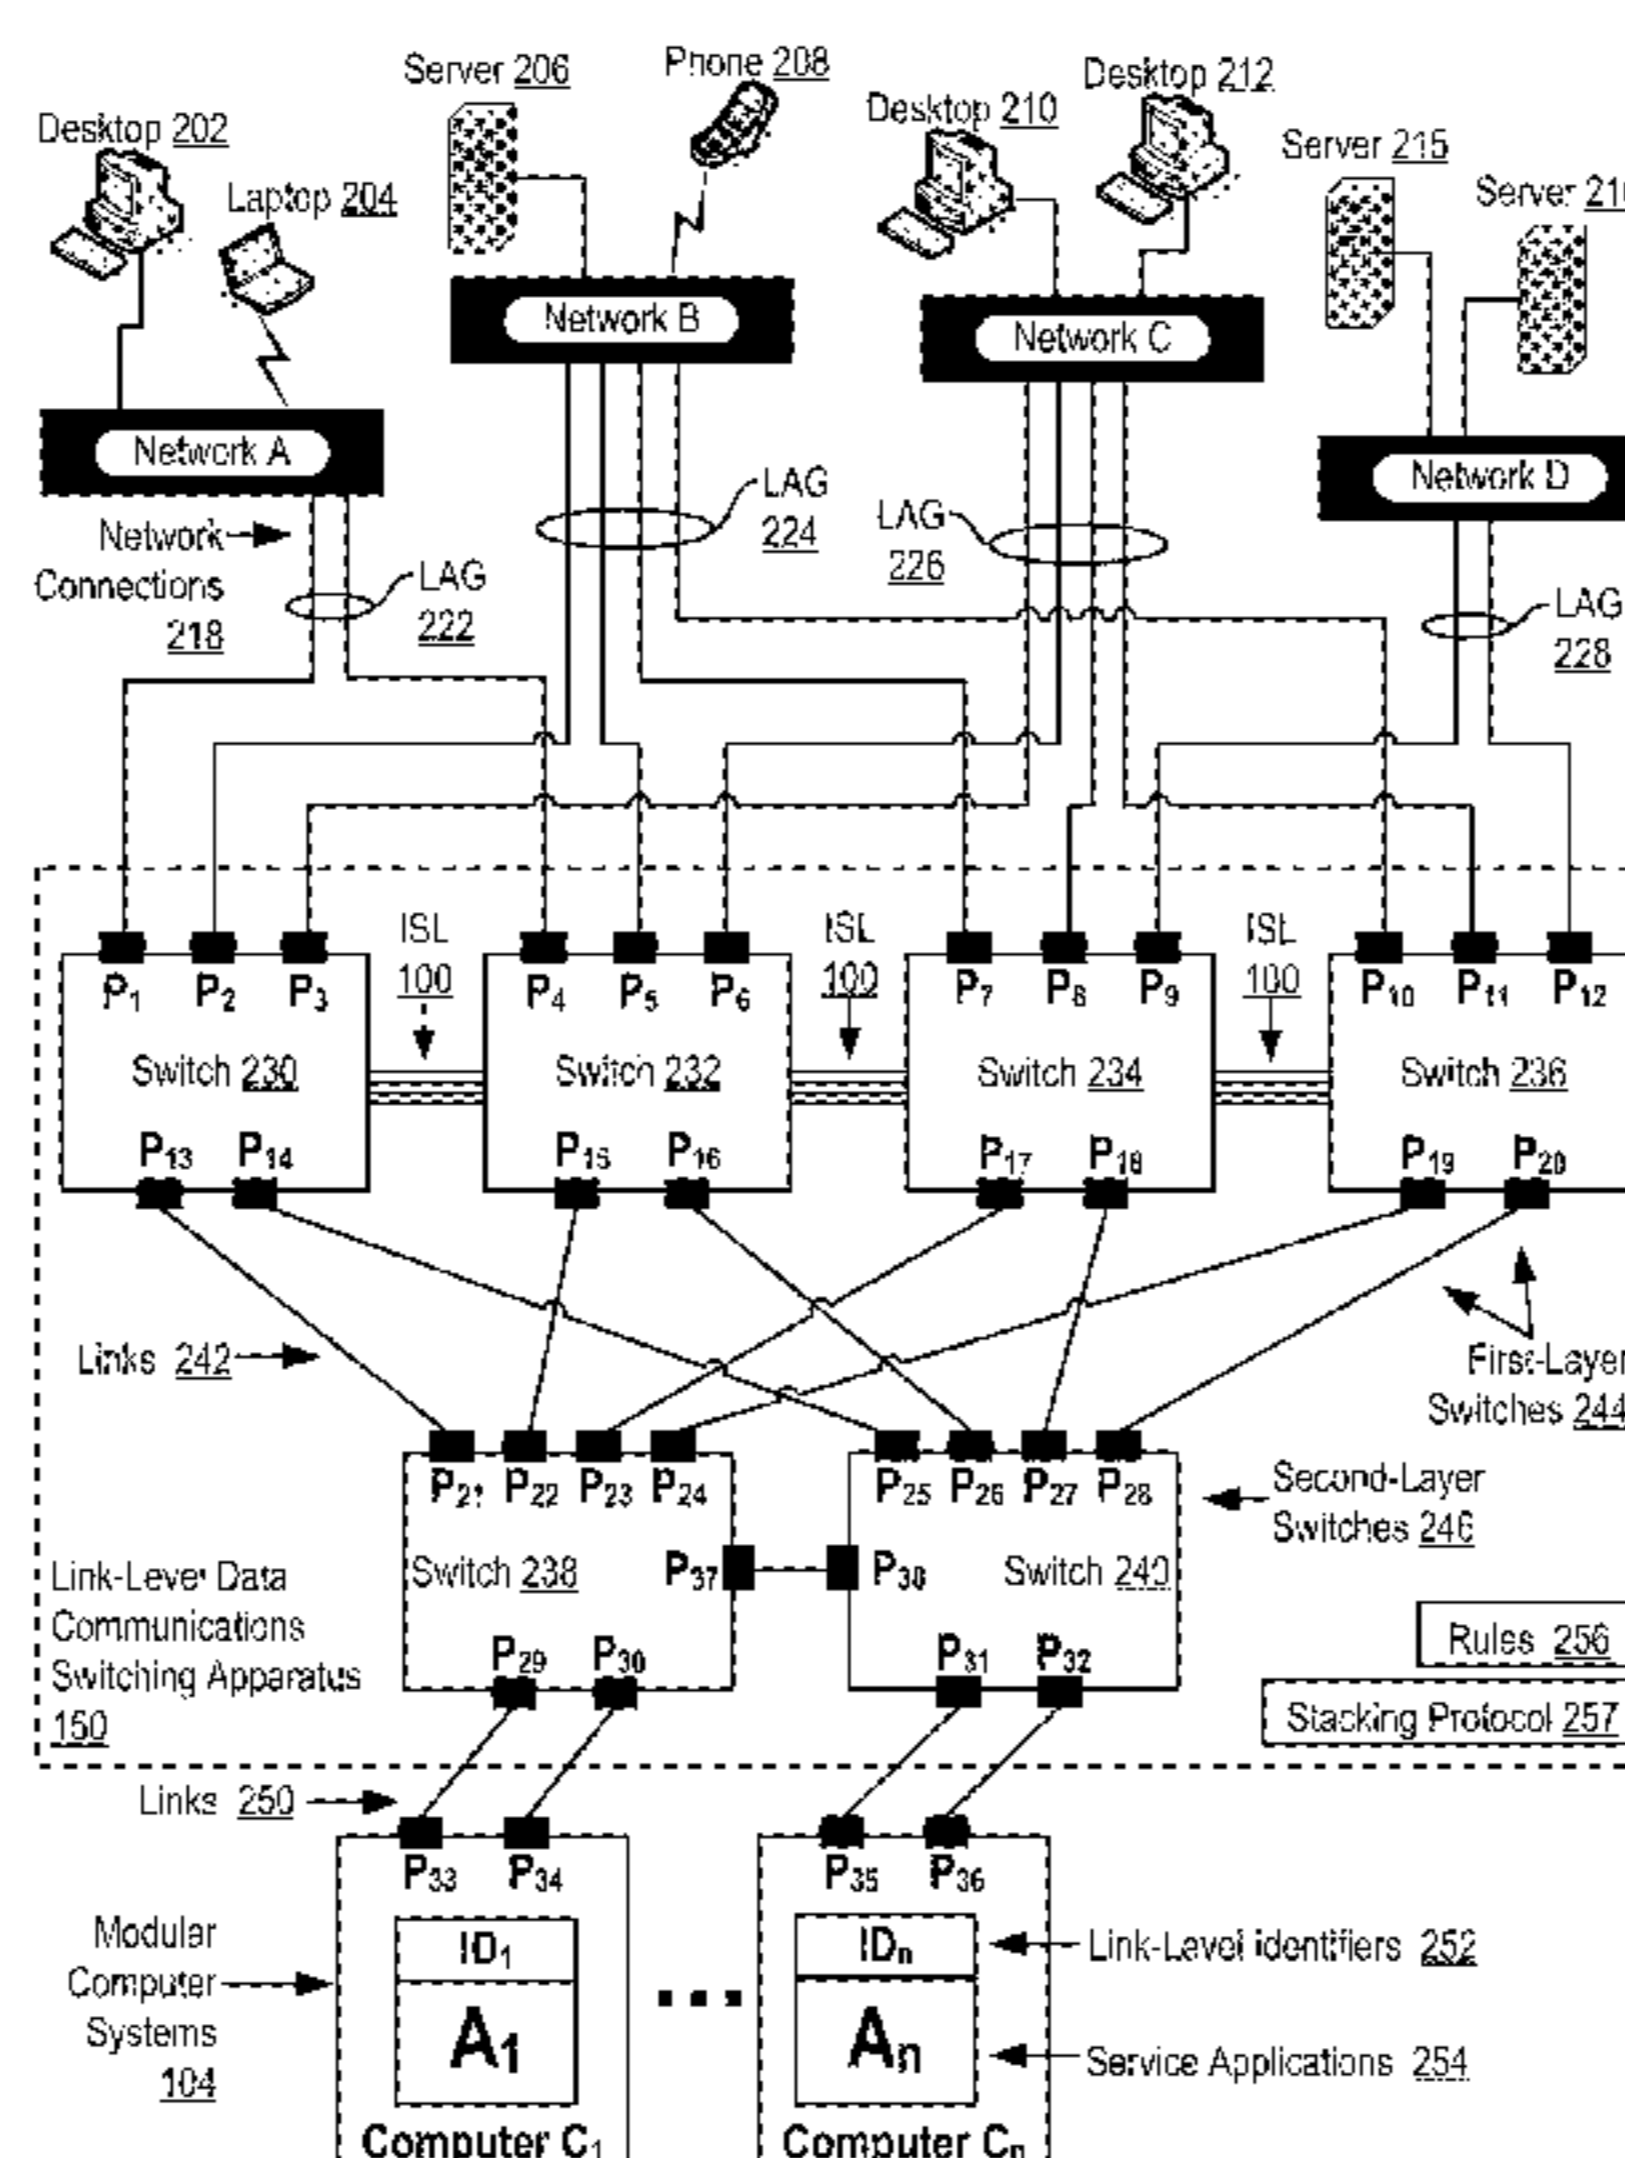 Server 206
Phone 208
Desktop 210
Desktop 212
Desktop 202
Laptop 204
Server 215
Server
Network B
Network C
Network A
Network D
LAG
224
LAG
226
Network
Connections
218
LAG
222
LAG
228
ISL
100
ISL
100
ISL
100
P1 P2 P3
P4 P5 P6
P7 P8 P9
P10 P11 P12
Switch 230
Switch 232
Switch 234
Switch 236
P13 P14
P15 P16
P17 P18
P19 P20
Links 242
First-Layer
Switches 244
P21 P22 P23 P24
P25 P26 P27 P28
Second-Layer
Switches 246
Switch 238
P37
P38
Switch 240
Link-Level Data
Communications
Switching Apparatus
150
P29 P30
P31 P32
Rules 256
Stacking Protocol 257
Links 250
P33 P34
P35 P36
Modular
Computer
Systems
104
ID1
A1
IDn
An
Link-Level identifiers 252
Service Applications 254
Computer C1
Computer Cn